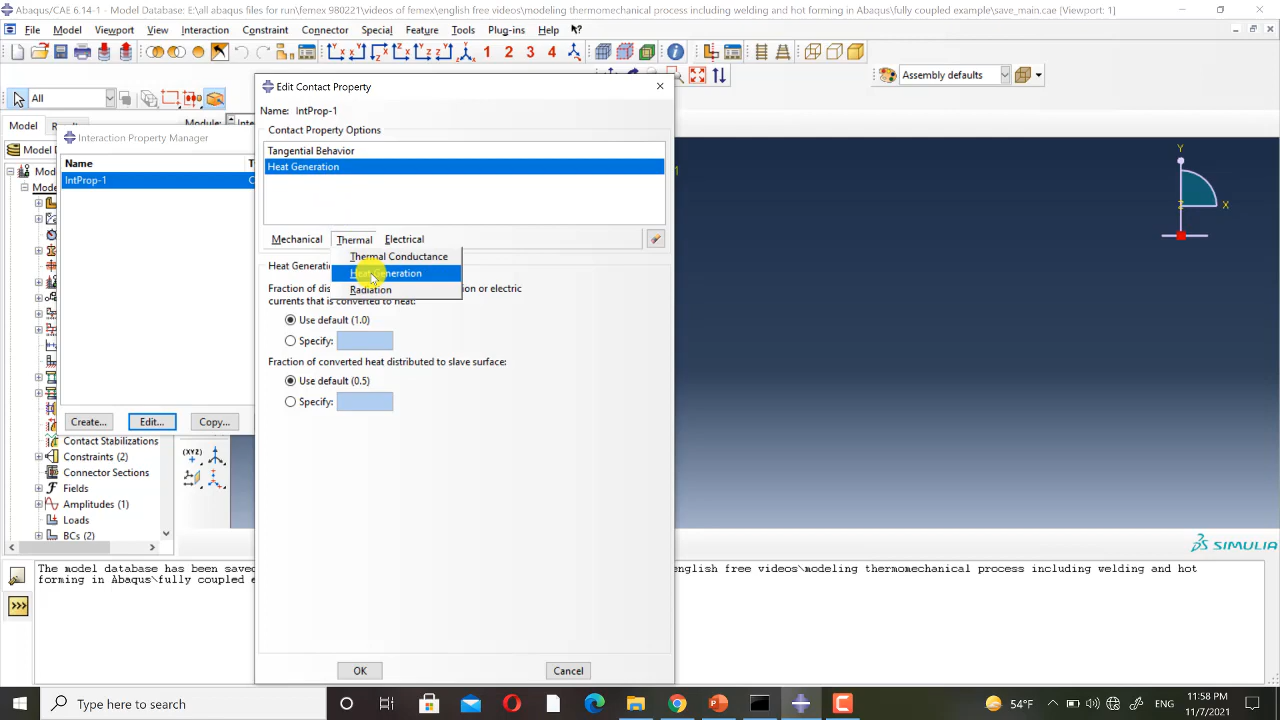 Abaqus/CAE 6.14-1 - Model Database: E:\all abaqus files for run\femex 980221\videos of femex\english free videos\modeling thermomechanical process including welding and hot forming in Abaqus\fully coupled example\save_main.cae (Viewport: 1)
File Model Viewport View Interaction Constraint Connector Special Feature Tools Plug-ins Help
1 2 3 4
All
Assembly defaults
Model
Module:
Interaction Property Manager
Name
IntProp-1
Create... Edit... Copy...
Edit Contact Property
Name: IntProp-1
Contact Property Options
Tangential Behavior
Heat Generation
Mechanical Thermal Electrical
Thermal Conductance
Heat Generation
Radiation
Fraction of
currents that is converted to heat:
or electric
Use default (1.0)
Specify:
Fraction of converted heat distributed to slave surface:
Use default (0.5)
Specify:
OK Cancel
Contact Stabilizations
Constraints (2)
Connector Sections
Fields
Amplitudes (1)
Loads
BCs (2)
(XYZ)
Y
Z
X
SIMULIA
The model database has been saved
english free videos\modeling thermomechanical process including welding and hot
forming in Abaqus\fully coupled e
>>>
Type here to search
54°F
ENG
11:58 PM
11/7/2021